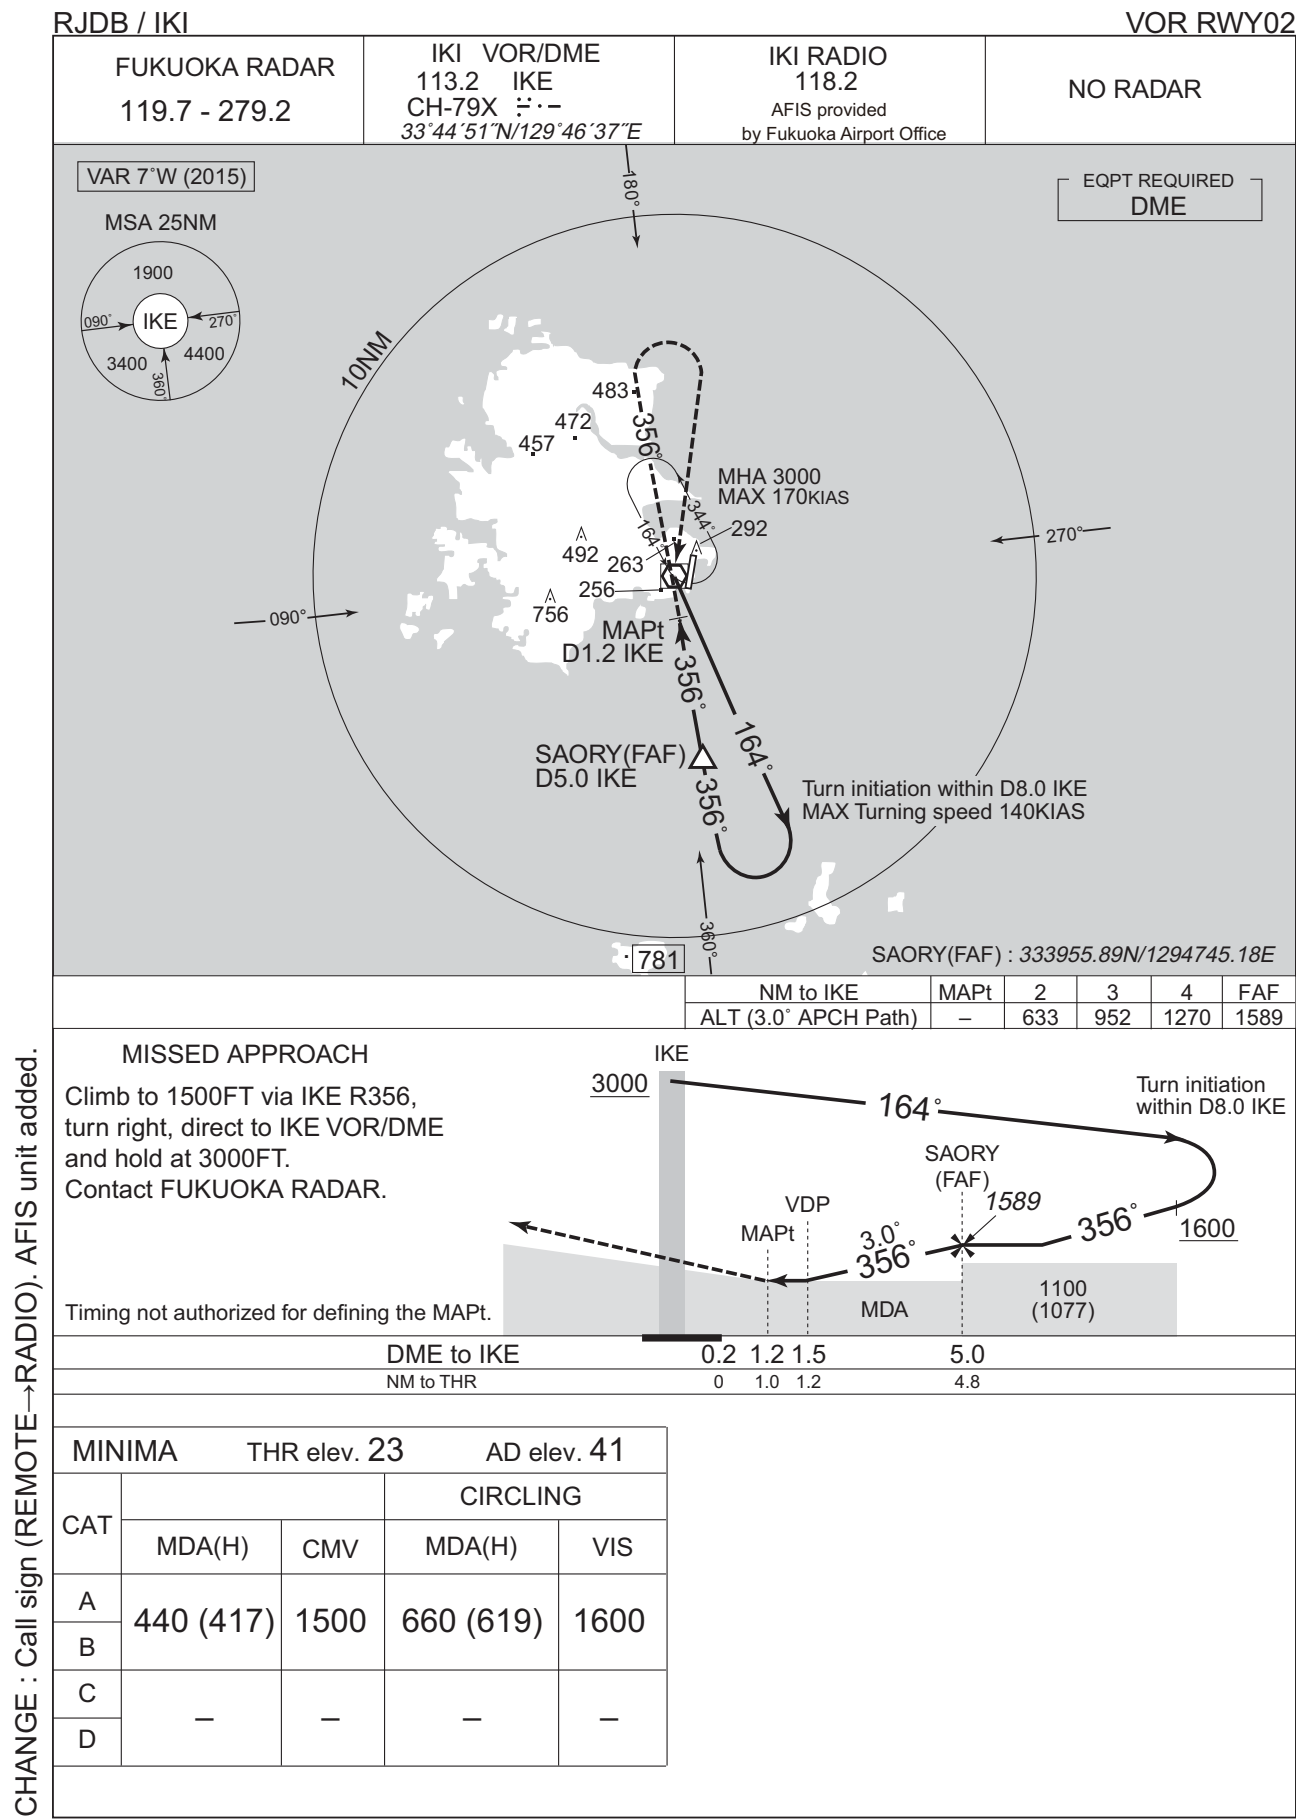 RJDB / IKI
VOR RWY02
FUKUOKA RADAR
119.7 - 279.2
IKI VOR/DME
113.2 IKE
CH-79X
33°44´51˝N/129°46´37˝E
IKI RADIO
118.2
AFIS provided
by Fukuoka Airport Office
NO RADAR
VAR 7°W (2015)
MSA 25NM
1900
090°
IKE
270°
3400
4400
360°
180°
EQPT REQUIRED
DME
10NM
483
472
457
356°
MHA 3000
MAX 170KIAS
344°
164°
292
492
263
256
756
270°
090°
MAPt
D1.2 IKE
356°
SAORY(FAF)
D5.0 IKE
164°
356°
Turn initiation within D8.0 IKE
MAX Turning speed 140KIAS
360°
781
SAORY(FAF) : 333955.89N/1294745.18E
NM to IKE MAPt 2 3 4 FAF
ALT (3.0° APCH Path) – 633 952 1270 1589
MISSED APPROACH
Climb to 1500FT via IKE R356,
turn right, direct to IKE VOR/DME
and hold at 3000FT.
Contact FUKUOKA RADAR.
Timing not authorized for defining the MAPt.
IKE
3000
164°
Turn initiation
within D8.0 IKE
SAORY
(FAF)
1589
VDP
MAPt
3.0°
356°
356°
1600
MDA
1100
(1077)
DME to IKE 0.2 1.2 1.5 5.0
NM to THR 0 1.0 1.2 4.8
MINIMA THR elev. 23 AD elev. 41
CAT
CIRCLING
MDA(H) CMV MDA(H) VIS
A
B
440 (417) 1500 660 (619) 1600
C
D
– – – –
CHANGE : Call sign (REMOTE→RADIO). AFIS unit added.